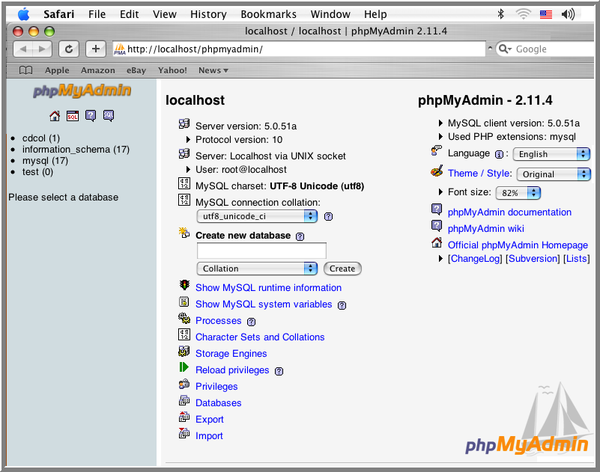 Safari File Edit View History Bookmarks Window Help
localhost / localhost | phpMyAdmin 2.11.4
PMA http://localhost/phpmyadmin/ Google
Apple Amazon eBay Yahoo! News
phpMyAdmin
SQL
cdcol (1)
information_schema (17)
mysql (17)
test (0)
Please select a database
localhost
Server version: 5.0.51a
Protocol version: 10
Server: Localhost via UNIX socket
User: root@localhost
MySQL charset: UTF-8 Unicode (utf8)
MySQL connection collation:
utf8_unicode_ci
Create new database
Collation Create
Show MySQL runtime information
Show MySQL system variables
Processes
Character Sets and Collations
Storage Engines
Reload privileges
Privileges
Databases
Export
Import
phpMyAdmin - 2.11.4
MySQL client version: 5.0.51a
Used PHP extensions: mysql
Language : English
Theme / Style: Original
Font size: 82%
phpMyAdmin documentation
phpMyAdmin wiki
Official phpMyAdmin Homepage
[ChangeLog] [Subversion] [Lists]
phpMyAdmin